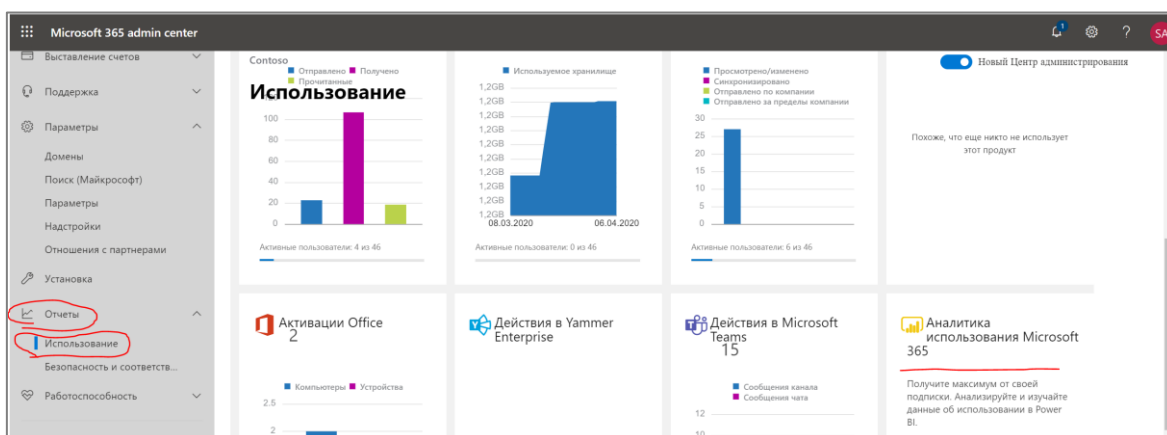 Microsoft 365 admin center
1
?
SA
Выставление счетов
Поддержка
Параметры
Домены
Поиск (Майкрософт)
Параметры
Надстройки
Отношения с партнерами
Установка
Отчеты
Использование
Безопасность и соответств...
Работоспособность
Contoso
Использование
Отправлено Получено
Прочитанные
100
80
60
40
20
0
Активные пользователи: 4 из 46
Используемое хранилище
1,2GB
1,2GB
1,2GB
1,2GB
1,2GB
1,2GB
1,2GB
08.03.2020 06.04.2020
Активные пользователи: 0 из 46
Просмотрено/изменено
Синхронизировано
Отправлено по компании
Отправлено за пределы компании
30
25
20
15
10
5
0
Активные пользователи: 6 из 46
Новый Центр администрирования
Похоже, что еще никто не использует
этот продукт
Активации Office
2
Компьютеры Устройства
2.5
2
Действия в Yammer
Enterprise
Действия в Microsoft
Teams
15
Сообщения канала
Сообщения чата
12
10
Аналитика
использования Microsoft
365
Получите максимум от своей
подписки. Анализируйте и изучайте
данные об использовании в Power
BI.